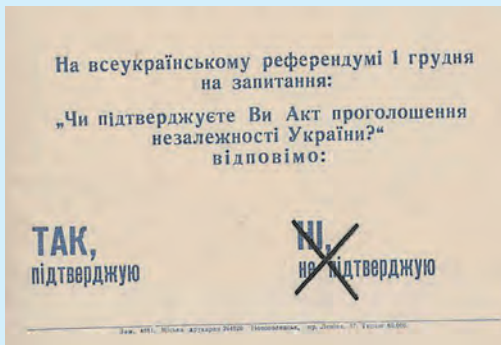 На всеукраїнському референдумі 1 грудня
на запитання:
„Чи підтверджуєте Ви Акт проголошення
незалежності України?“
відповімо:
ТАК,
підтверджую
НІ,
не підтверджую